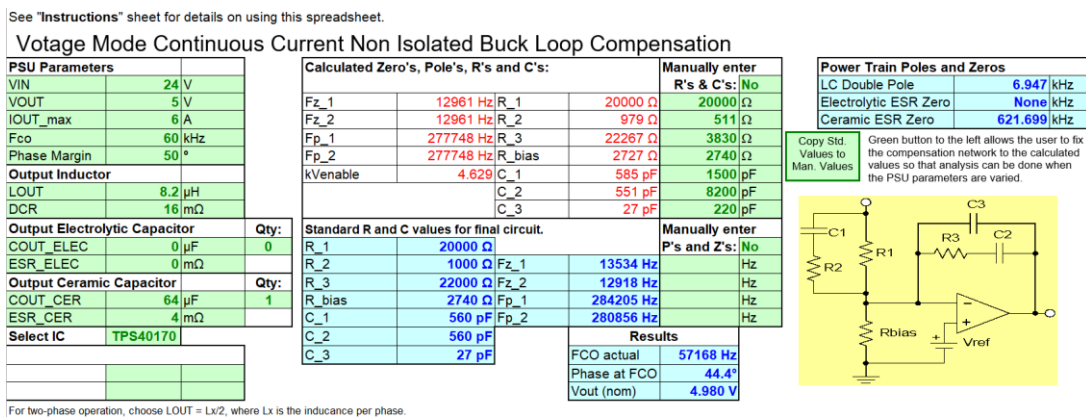 See "Instructions" sheet for details on using this spreadsheet.
Votage Mode Continuous Current Non Isolated Buck Loop Compensation
PSU Parameters
VIN 24 V
VOUT 5 V
IOUT_max 6 A
Fco 60 kHz
Phase Margin 50 °
Output Inductor
LOUT 8.2 µH
DCR 16 mΩ
Output Electrolytic Capacitor Qty:
COUT_ELEC 0 µF 0
ESR_ELEC 0 mΩ
Output Ceramic Capacitor Qty:
COUT_CER 64 µF 1
ESR_CER 4 mΩ
Select IC TPS40170
Calculated Zero's, Pole's, R's and C's: Manually enter
R's & C's: No
Fz_1 12961 Hz R_1 20000 Ω 20000 Ω
Fz_2 12961 Hz R_2 979 Ω 511 Ω
Fp_1 277748 Hz R_3 22267 Ω 3830 Ω
Fp_2 277748 Hz R_bias 2727 Ω 2740 Ω
kVenable 4.629 C_1 585 pF 1500 pF
C_2 551 pF 8200 pF
C_3 27 pF 220 pF
Standard R and C values for final circuit. Manually enter
R_1 20000 Ω P's and Z's: No
R_2 1000 Ω Fz_1 13534 Hz Hz
R_3 22000 Ω Fz_2 12918 Hz Hz
R_bias 2740 Ω Fp_1 284205 Hz Hz
C_1 560 pF Fp_2 280856 Hz Hz
C_2 560 pF Results
C_3 27 pF FCO actual 57168 Hz
Phase at FCO 44.4°
Vout (nom) 4.980 V
Power Train Poles and Zeros
LC Double Pole 6.947 kHz
Electrolytic ESR Zero None kHz
Ceramic ESR Zero 621.699 kHz
Copy Std.
Values to
Man. Values
Green button to the left allows the user to fix
the compensation network to the calculated
values so that analysis can be done when
the PSU parameters are varied.
C3
C1
R3 C2
R1
R2
Rbias
Vref
For two-phase operation, choose LOUT = Lx/2, where Lx is the inducance per phase.